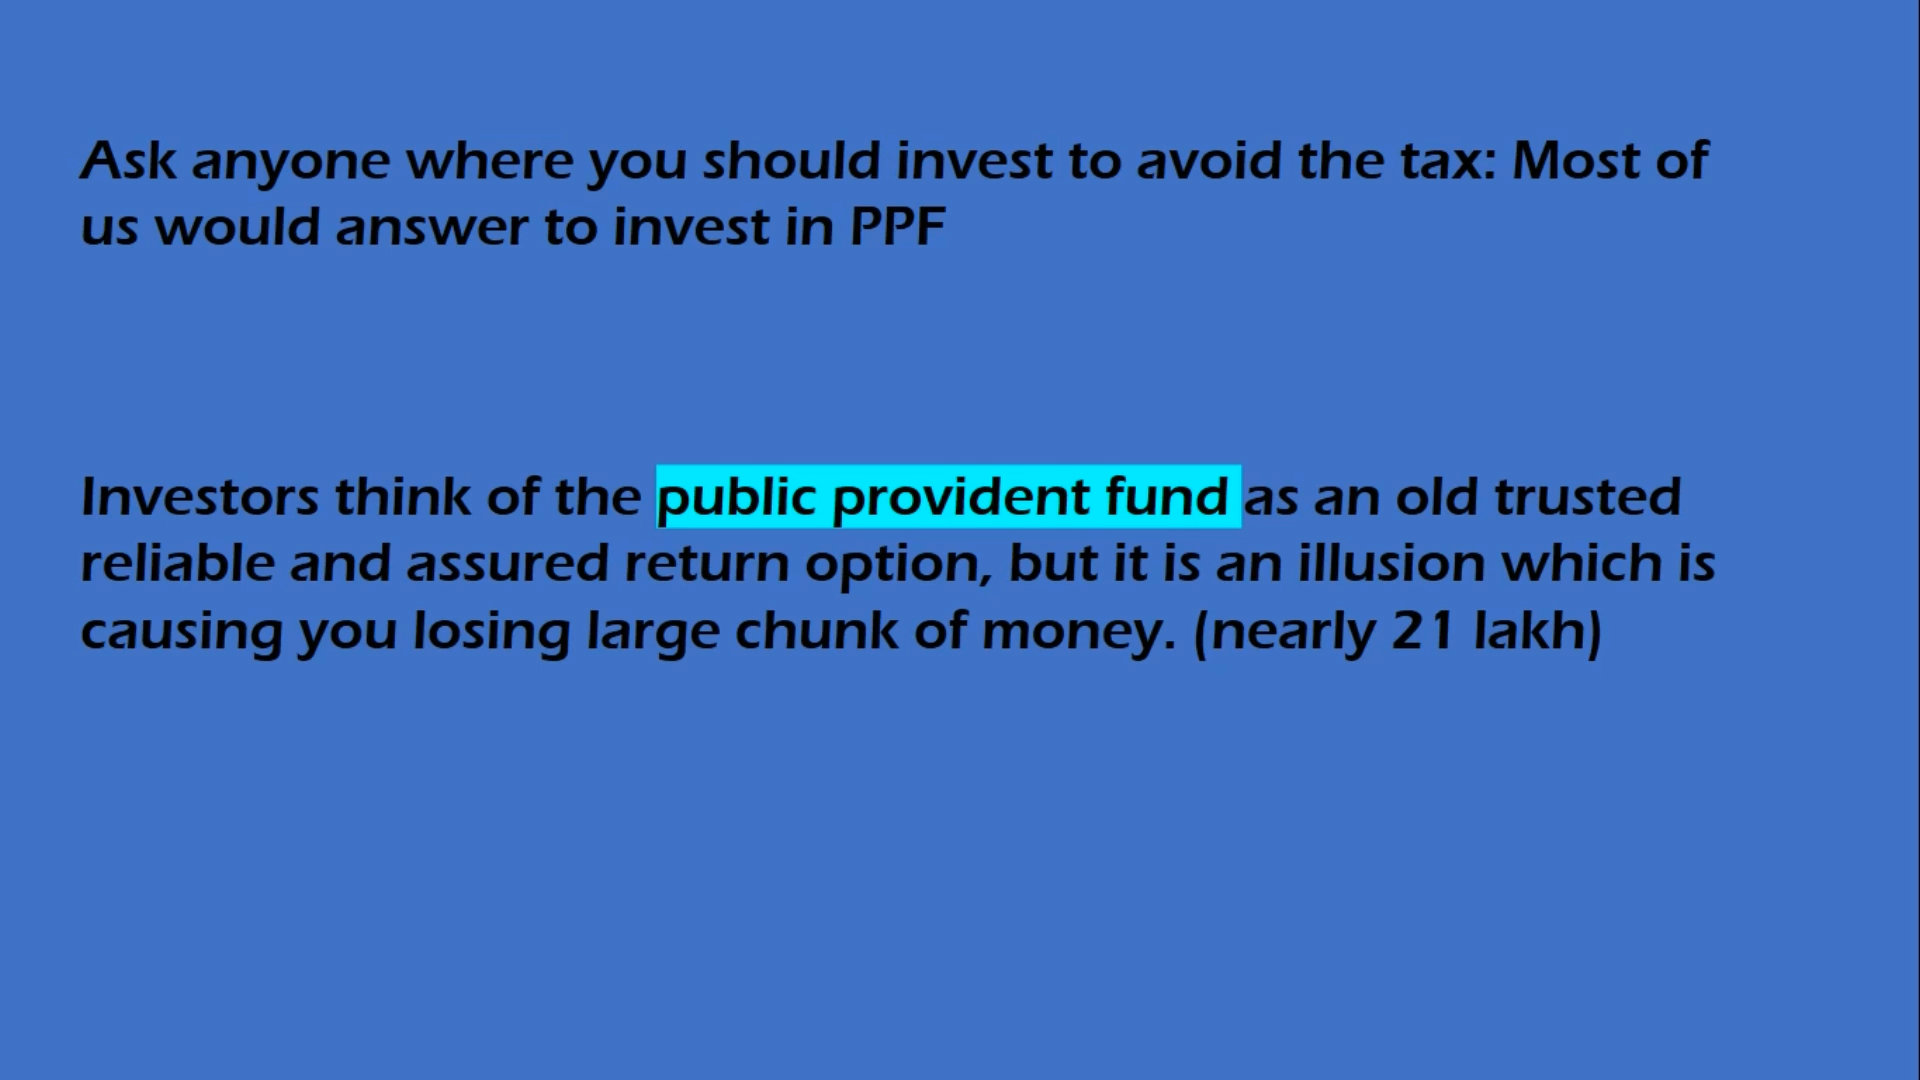 Ask anyone where you should invest to avoid the tax: Most of
us would answer to invest in PPF
Investors think of the public provident fund as an old trusted
reliable and assured return option, but it is an illusion which is
causing you losing large chunk of money. (nearly 21 lakh)